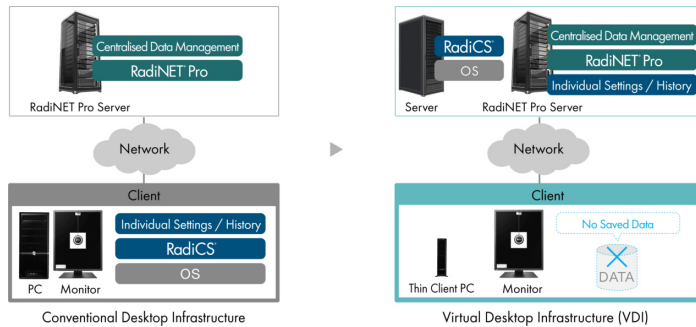 Centralised Data Management
RadiNET® Pro
RadiNET Pro Server
Network
Client
Individual Settings / History
RadiCS®
OS
PC
Monitor
Conventional Desktop Infrastructure
RadiCS®
OS
Centralised Data Management
RadiNET® Pro
Individual Settings / History
Server
RadiNET Pro Server
Network
Client
No Saved Data
DATA
Thin Client PC
Monitor
Virtual Desktop Infrastructure (VDI)